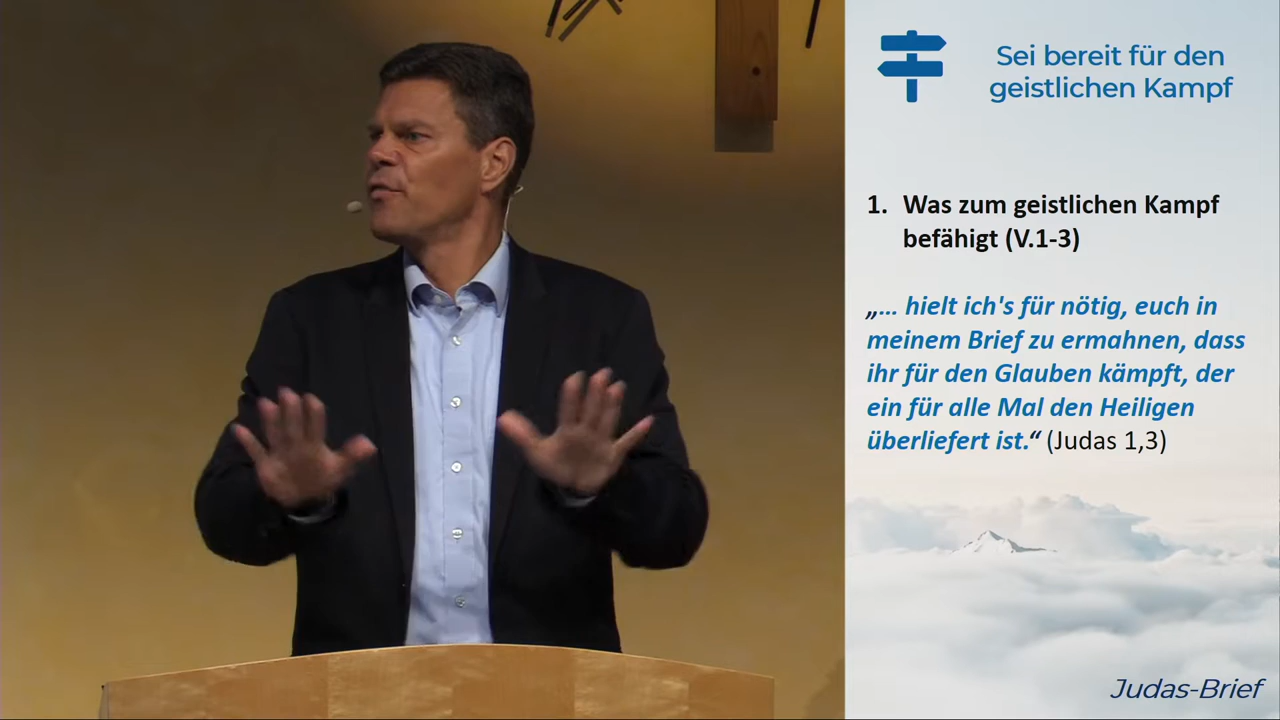 Sei bereit für den
geistlichen Kampf
1. Was zum geistlichen Kampf
befähigt (V.1-3)
„… hielt ich's für nötig, euch in
meinem Brief zu ermahnen, dass
ihr für den Glauben kämpft, der
ein für alle Mal den Heiligen
überliefert ist.“ (Judas 1,3)
Judas-Brief